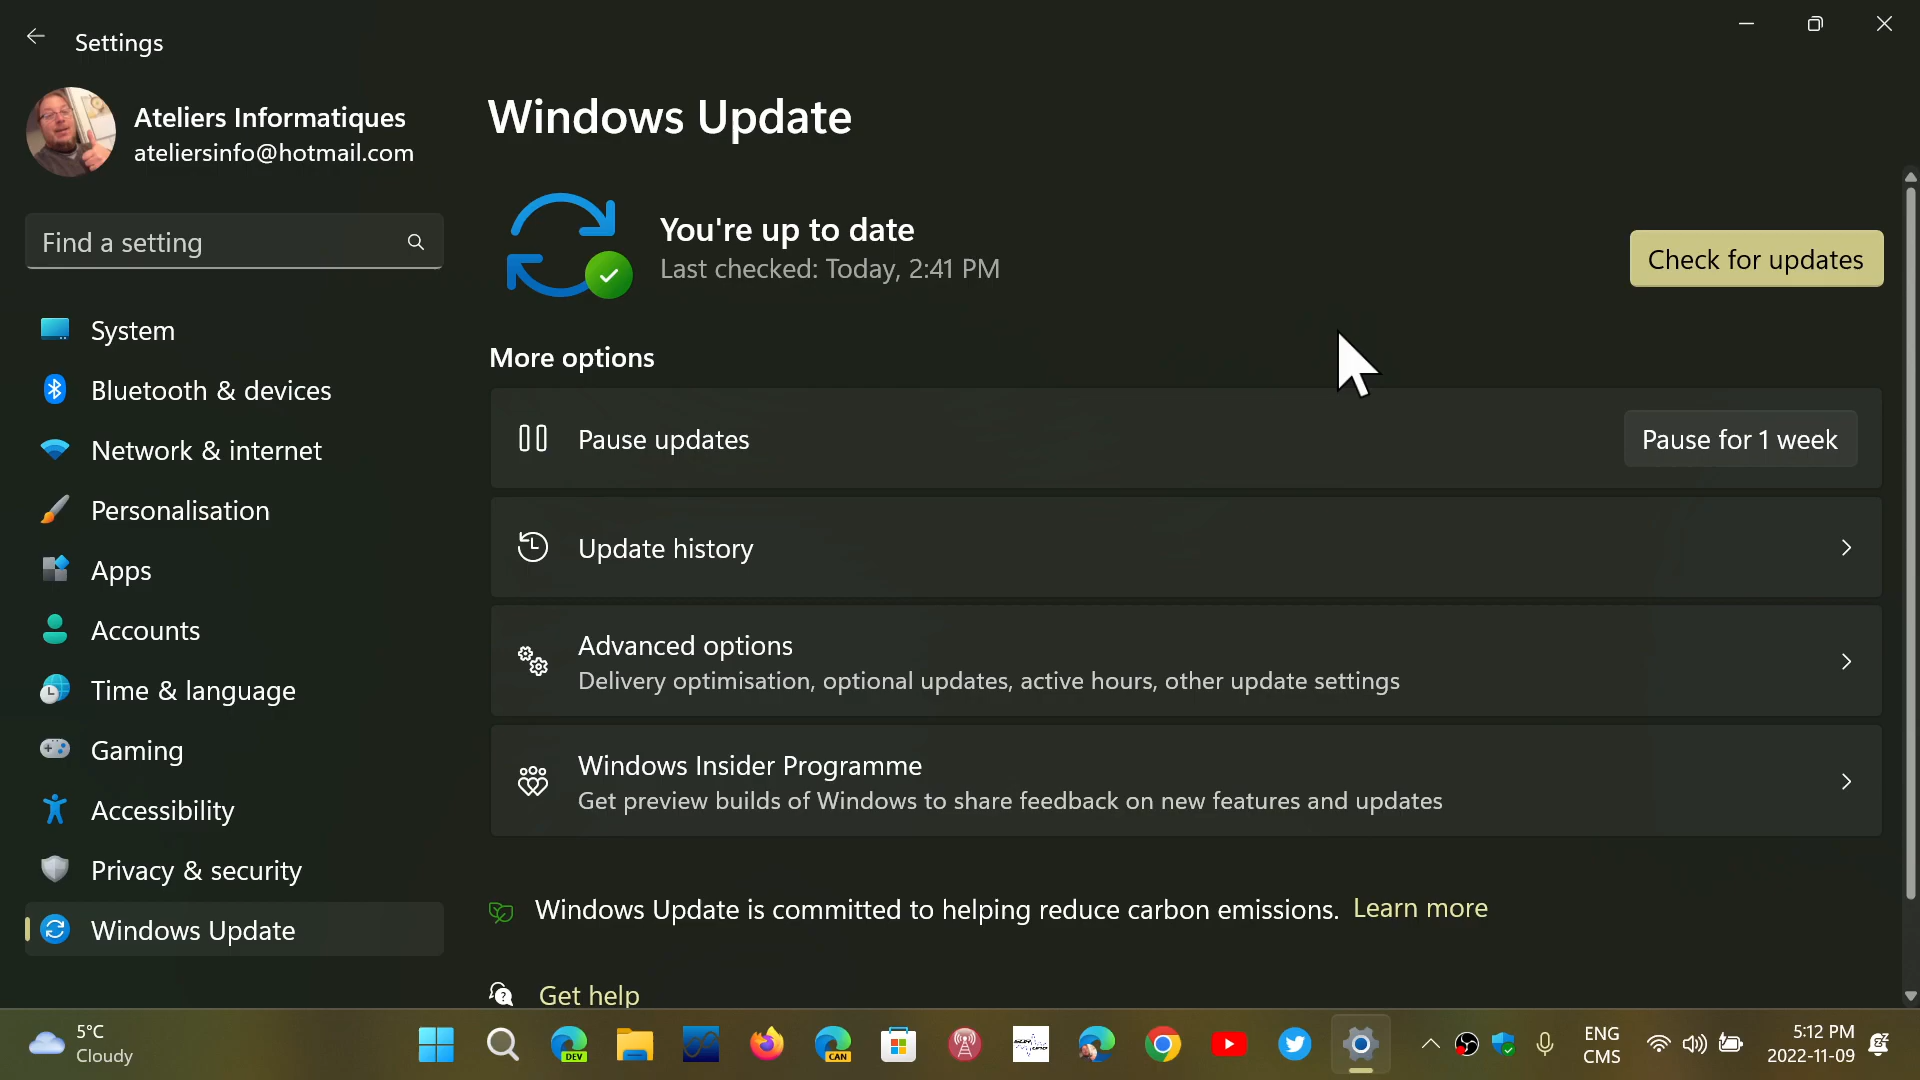 Settings
Ateliers Informatiques
ateliersinfo@hotmail.com
Find a setting
System
Bluetooth & devices
Network & internet
Personalisation
Apps
Accounts
Time & language
Gaming
Accessibility
Privacy & security
Windows Update
Windows Update
You're up to date
Last checked: Today, 2:41 PM
Check for updates
More options
Pause updates
Pause for 1 week
Update history
Advanced options
Delivery optimisation, optional updates, active hours, other update settings
Windows Insider Programme
Get preview builds of Windows to share feedback on new features and updates
Windows Update is committed to helping reduce carbon emissions. Learn more
Get help
5°C
Cloudy
DEV
CAN
ENG
CMS
5:12 PM
2022-11-09